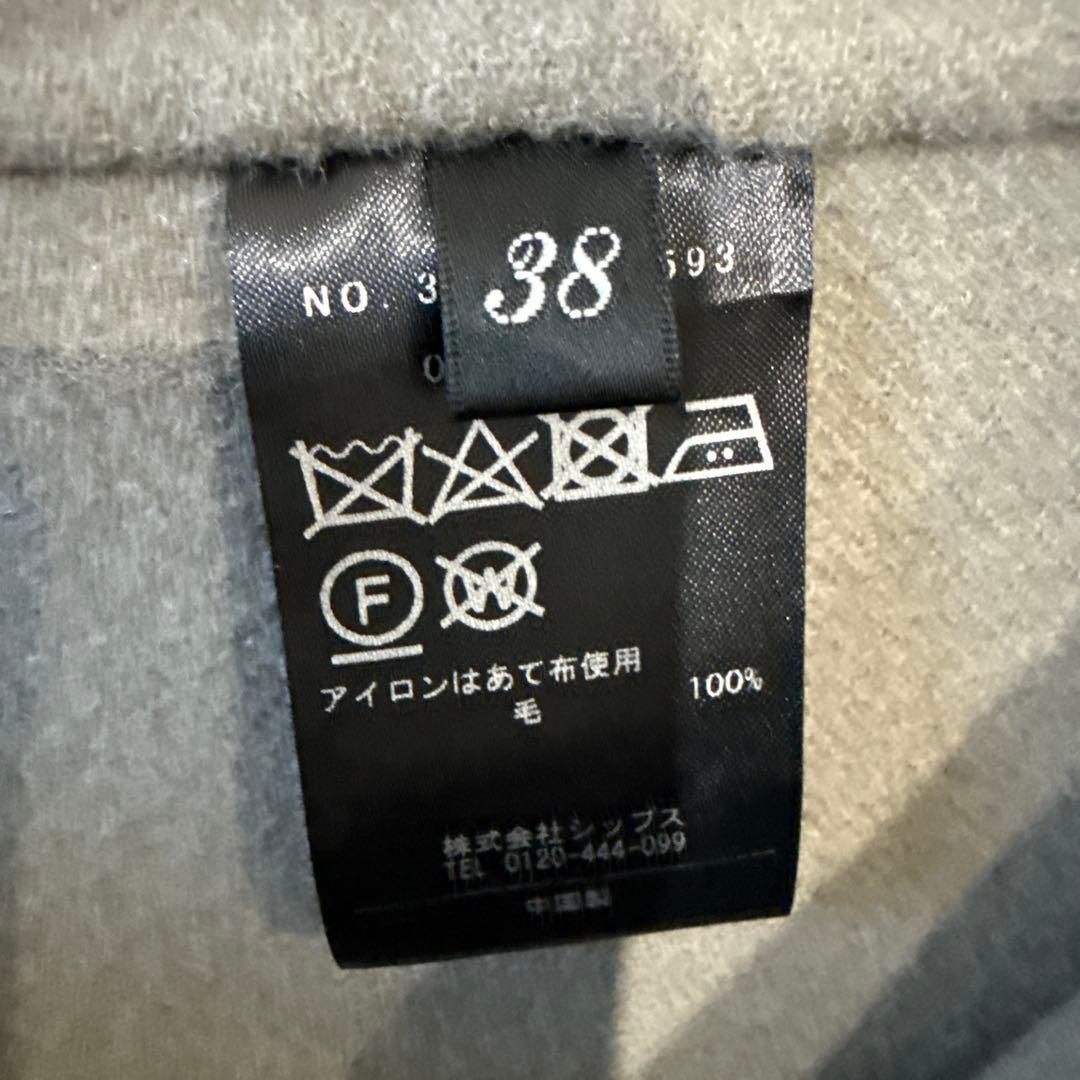 38
NO. 3 593
0
F
W
アイロンはあて布使用
毛 100%
株式会社シップス
TEL 0120-444-099
中国製